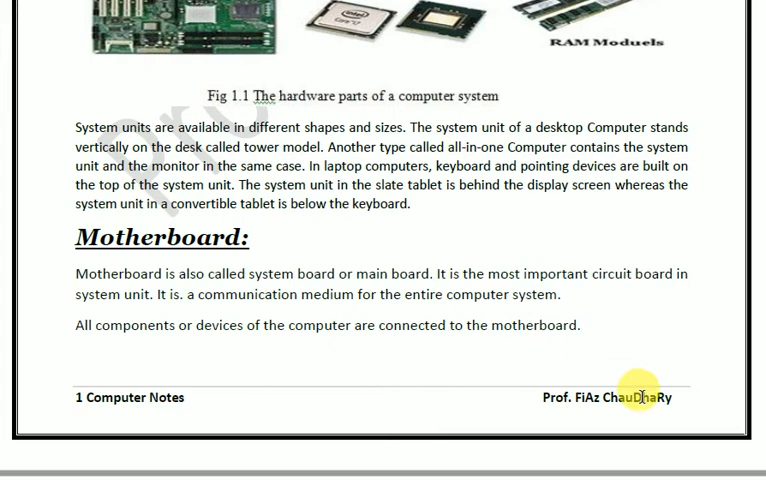 intel
Core i7
RAM Moduels
Fig 1.1 The hardware parts of a computer system
System units are available in different shapes and sizes. The system unit of a desktop Computer stands
vertically on the desk called tower model. Another type called all-in-one Computer contains the system
unit and the monitor in the same case. In laptop computers, keyboard and pointing devices are built on
the top of the system unit. The system unit in the slate tablet is behind the display screen whereas the
system unit in a convertible tablet is below the keyboard.
Motherboard:
Motherboard is also called system board or main board. It is the most important circuit board in
system unit. It is. a communication medium for the entire computer system.
All components or devices of the computer are connected to the motherboard.
1 Computer Notes
Prof. FiAz ChauDhaRy